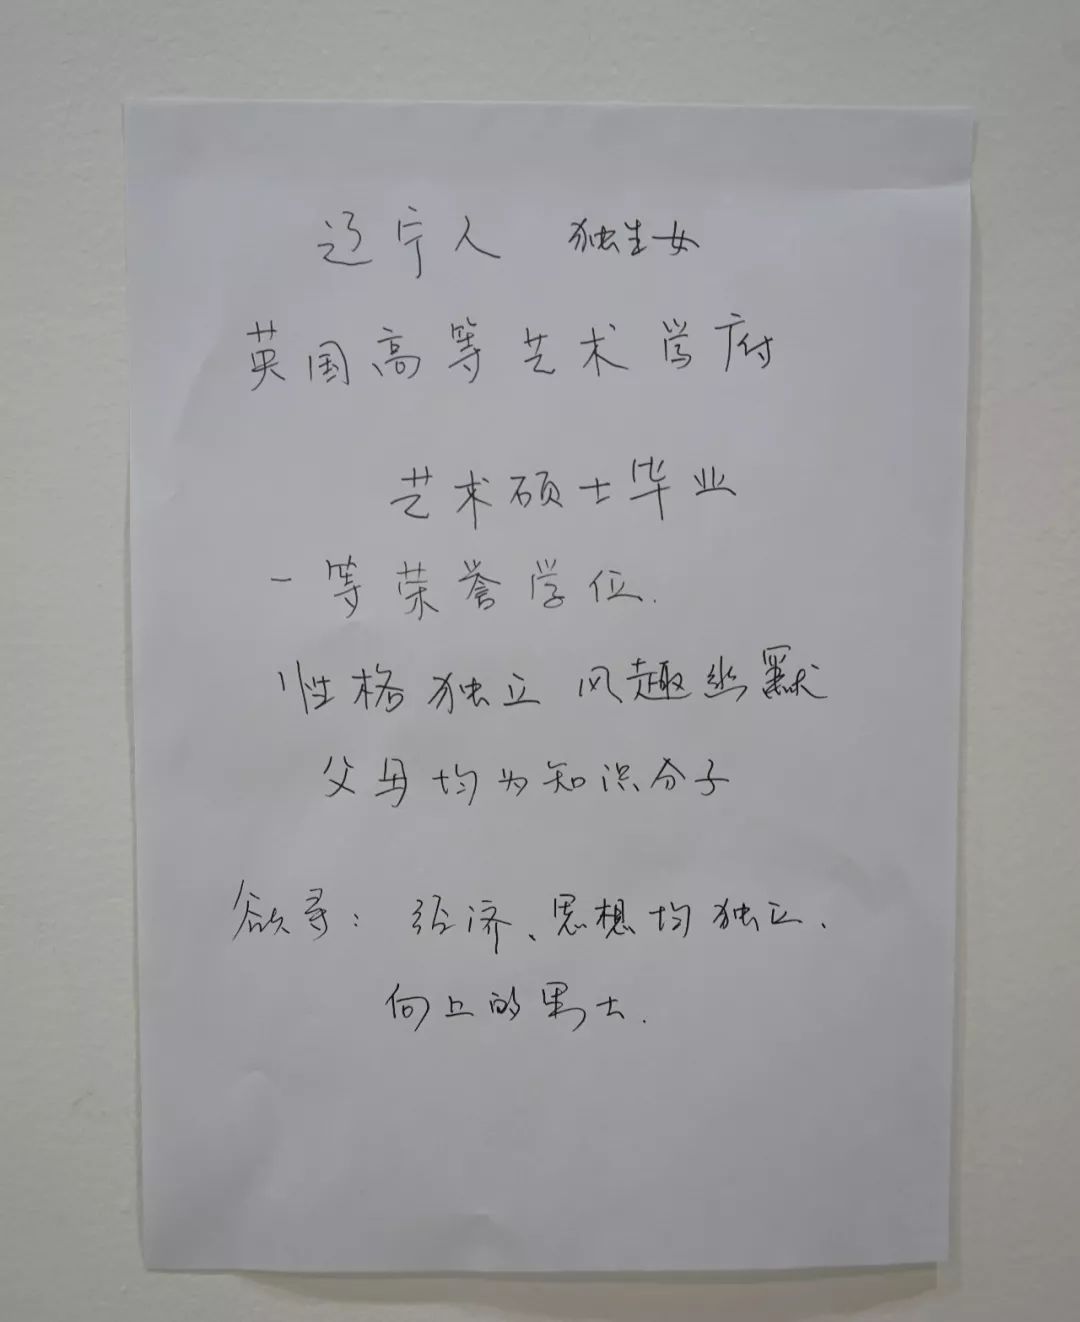 辽宁人 独生女
英国高等艺术学府
艺术硕士毕业
一等荣誉学位.
性格独立 风趣幽默
父母均为知识分子
欲寻：经济、思想均独立、
向上的男士.